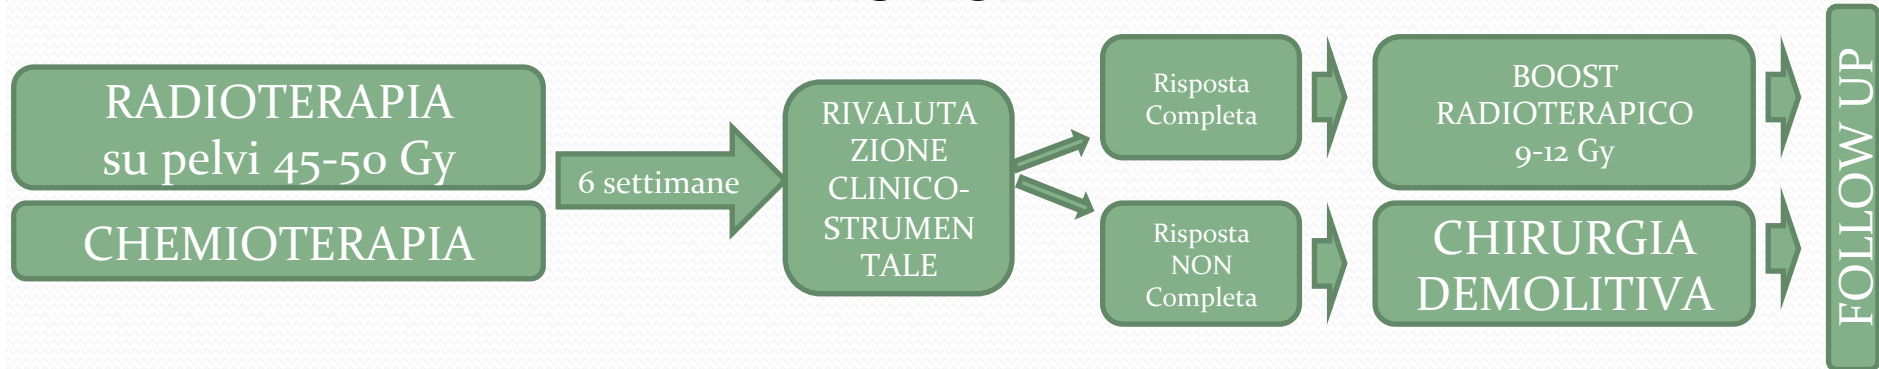 RADIOTERAPIA
su pelvi 45-50 Gy
CHEMIOTERAPIA
6 settimane
RIVALUTA
ZIONE
CLINICO-
STRUMEN
TALE
Risposta
Completa
Risposta
NON
Completa
BOOST
RADIOTERAPICO
9-12 Gy
CHIRURGIA
DEMOLITIVA
FOLLOW UP